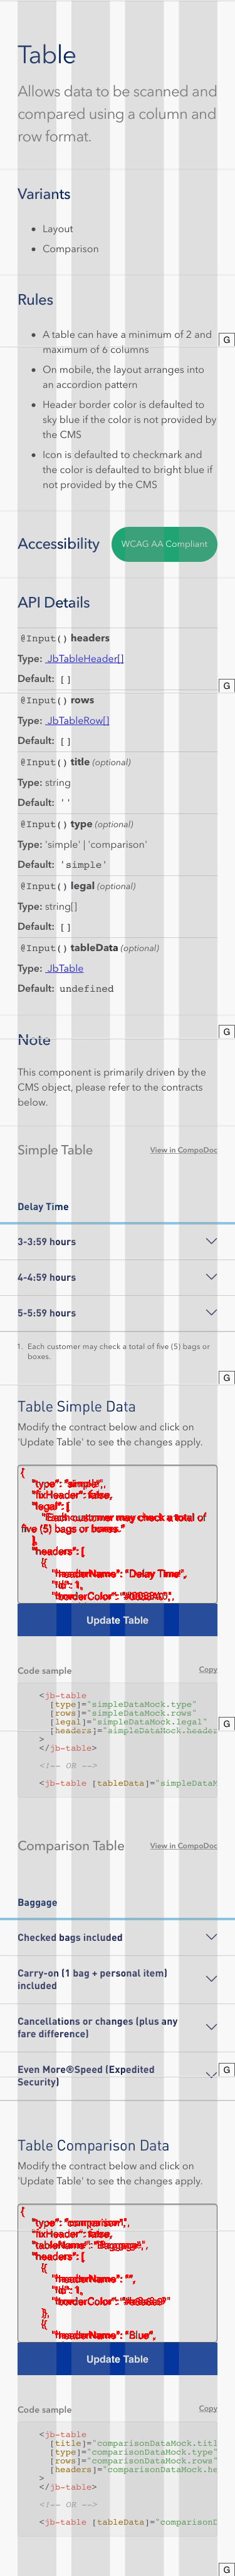 Table
Allows data to be scanned and
compared using a column and
row format.
Variants
Layout
Comparison
Rules
A table can have a minimum of 2 and
maximum of 6 columns
G
On mobile, the layout arranges into
an accordion pattern
Header border color is defaulted to
sky blue if the color is not provided by
the CMS
Icon is defaulted to checkmark and
the color is defaulted to bright blue if
not provided by the CMS
Accessibility
WCAG AA Compliant
API Details
@Input() headers
Type: JbTableHeader[]
Default: []
G
@Input() rows
Type: JbTableRow[]
Default: []
@Input() title (optional)
Type: string
Default: ''
@Input() type (optional)
Type: 'simple' | 'comparison'
Default: 'simple'
@Input() legal (optional)
Type: string[]
Default: []
@Input() tableData (optional)
Type: JbTable
Default: undefined
G
Note
This component is primarily driven by the
CMS object, please refer to the contracts
below.
Simple Table
View in CompoDoc
Delay Time
3-3:59 hours
4-4:59 hours
5-5:59 hours
1. Each customer may check a total of five (5) bags or
boxes.
G
Table Simple Data
Modify the contract below and click on
'Update Table' to see the changes apply.
{
"type": "simple",
"fixHeader": false,
"legal": [
"Each customer may check a total of
five (5) bags or boxes."
],
"headers": [
{
"headerName": "Delay Time",
"id": 1,
"borderColor":
Update Table
Code sample
Copy
<jb-table
[type]="simpleDataMock.type"
[rows]="simpleDataMock.rows"
[legal]="simpleDataMock.legal"
G
[headers]="simpleDataMock.header
>
</jb-table>
<!-- OR -->
<jb-table [tableData]="simpleDataM
Comparison Table
View in CompoDoc
Baggage
Checked bags included
Carry-on (1 bag + personal item)
included
Cancellations or changes (plus any
fare difference)
Even More®Speed (Expedited
Security)
G
Table Comparison Data
Modify the contract below and click on
'Update Table' to see the changes apply.
{
"type": "comparison",
"fixHeader": false,
"tableName": "Baggage",
"headers": [
{
"headerName": "",
"id": 1,
"borderColor":
},
{
"headerName": "Blue",
Update Table
Code sample
Copy
<jb-table
[title]="comparisonDataMock.titl
[type]="comparisonDataMock.type"
[rows]="comparisonDataMock.rows"
[headers]="comparisonDataMock.he
>
</jb-table>
<!-- OR -->
<jb-table [tableData]="comparisonD
G